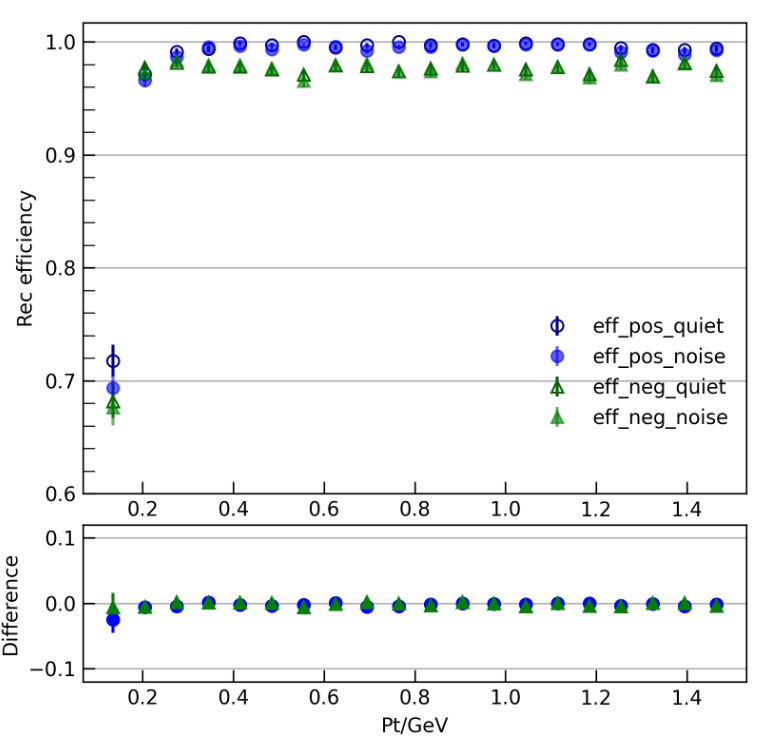 Rec efficiency
1.0
0.9
0.8
0.7
0.6
eff_pos_quiet
eff_pos_noise
eff_neg_quiet
eff_neg_noise
0.2 0.4 0.6 0.8 1.0 1.2 1.4
Difference
0.1
0.0
−0.1
0.2 0.4 0.6 0.8 1.0 1.2 1.4
Pt/GeV